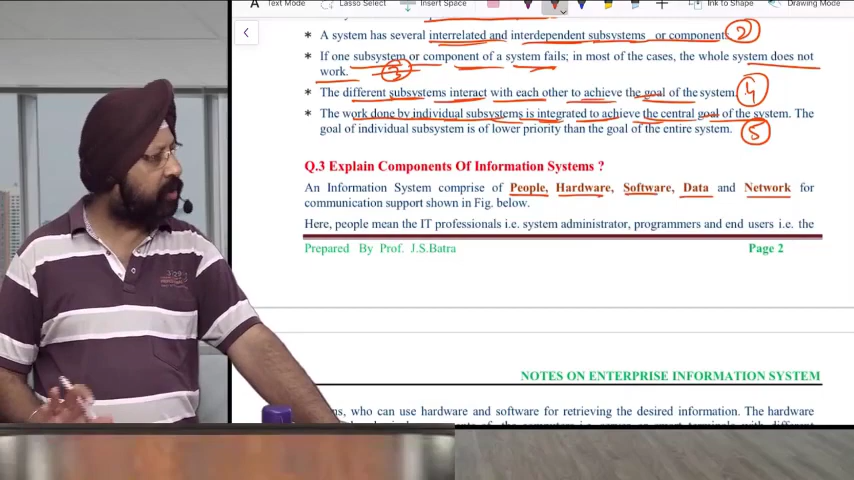 Text Mode
Lasso Select
Insert Space
Ink to Shape
Drawing Mode
* A system has several interrelated and interdependent subsystems or component 2
* If one subsystem or component of a system fails; in most of the cases, the whole system does not
work. 3
* The different subsystems interact with each other to achieve the goal of the system. 4
* The work done by individual subsystems is integrated to achieve the central goal of the system. The
goal of individual subsystem is of lower priority than the goal of the entire system. 5
Q.3 Explain Components Of Information Systems ?
An Information System comprise of People, Hardware, Software, Data and Network for
communication support shown in Fig. below.
Here, people mean the IT professionals i.e. system administrator, programmers and end users i.e. the
Prepared By Prof. J.S.Batra
Page 2
NOTES ON ENTERPRISE INFORMATION SYSTEM
who can use hardware and software for retrieving the desired information. The hardware